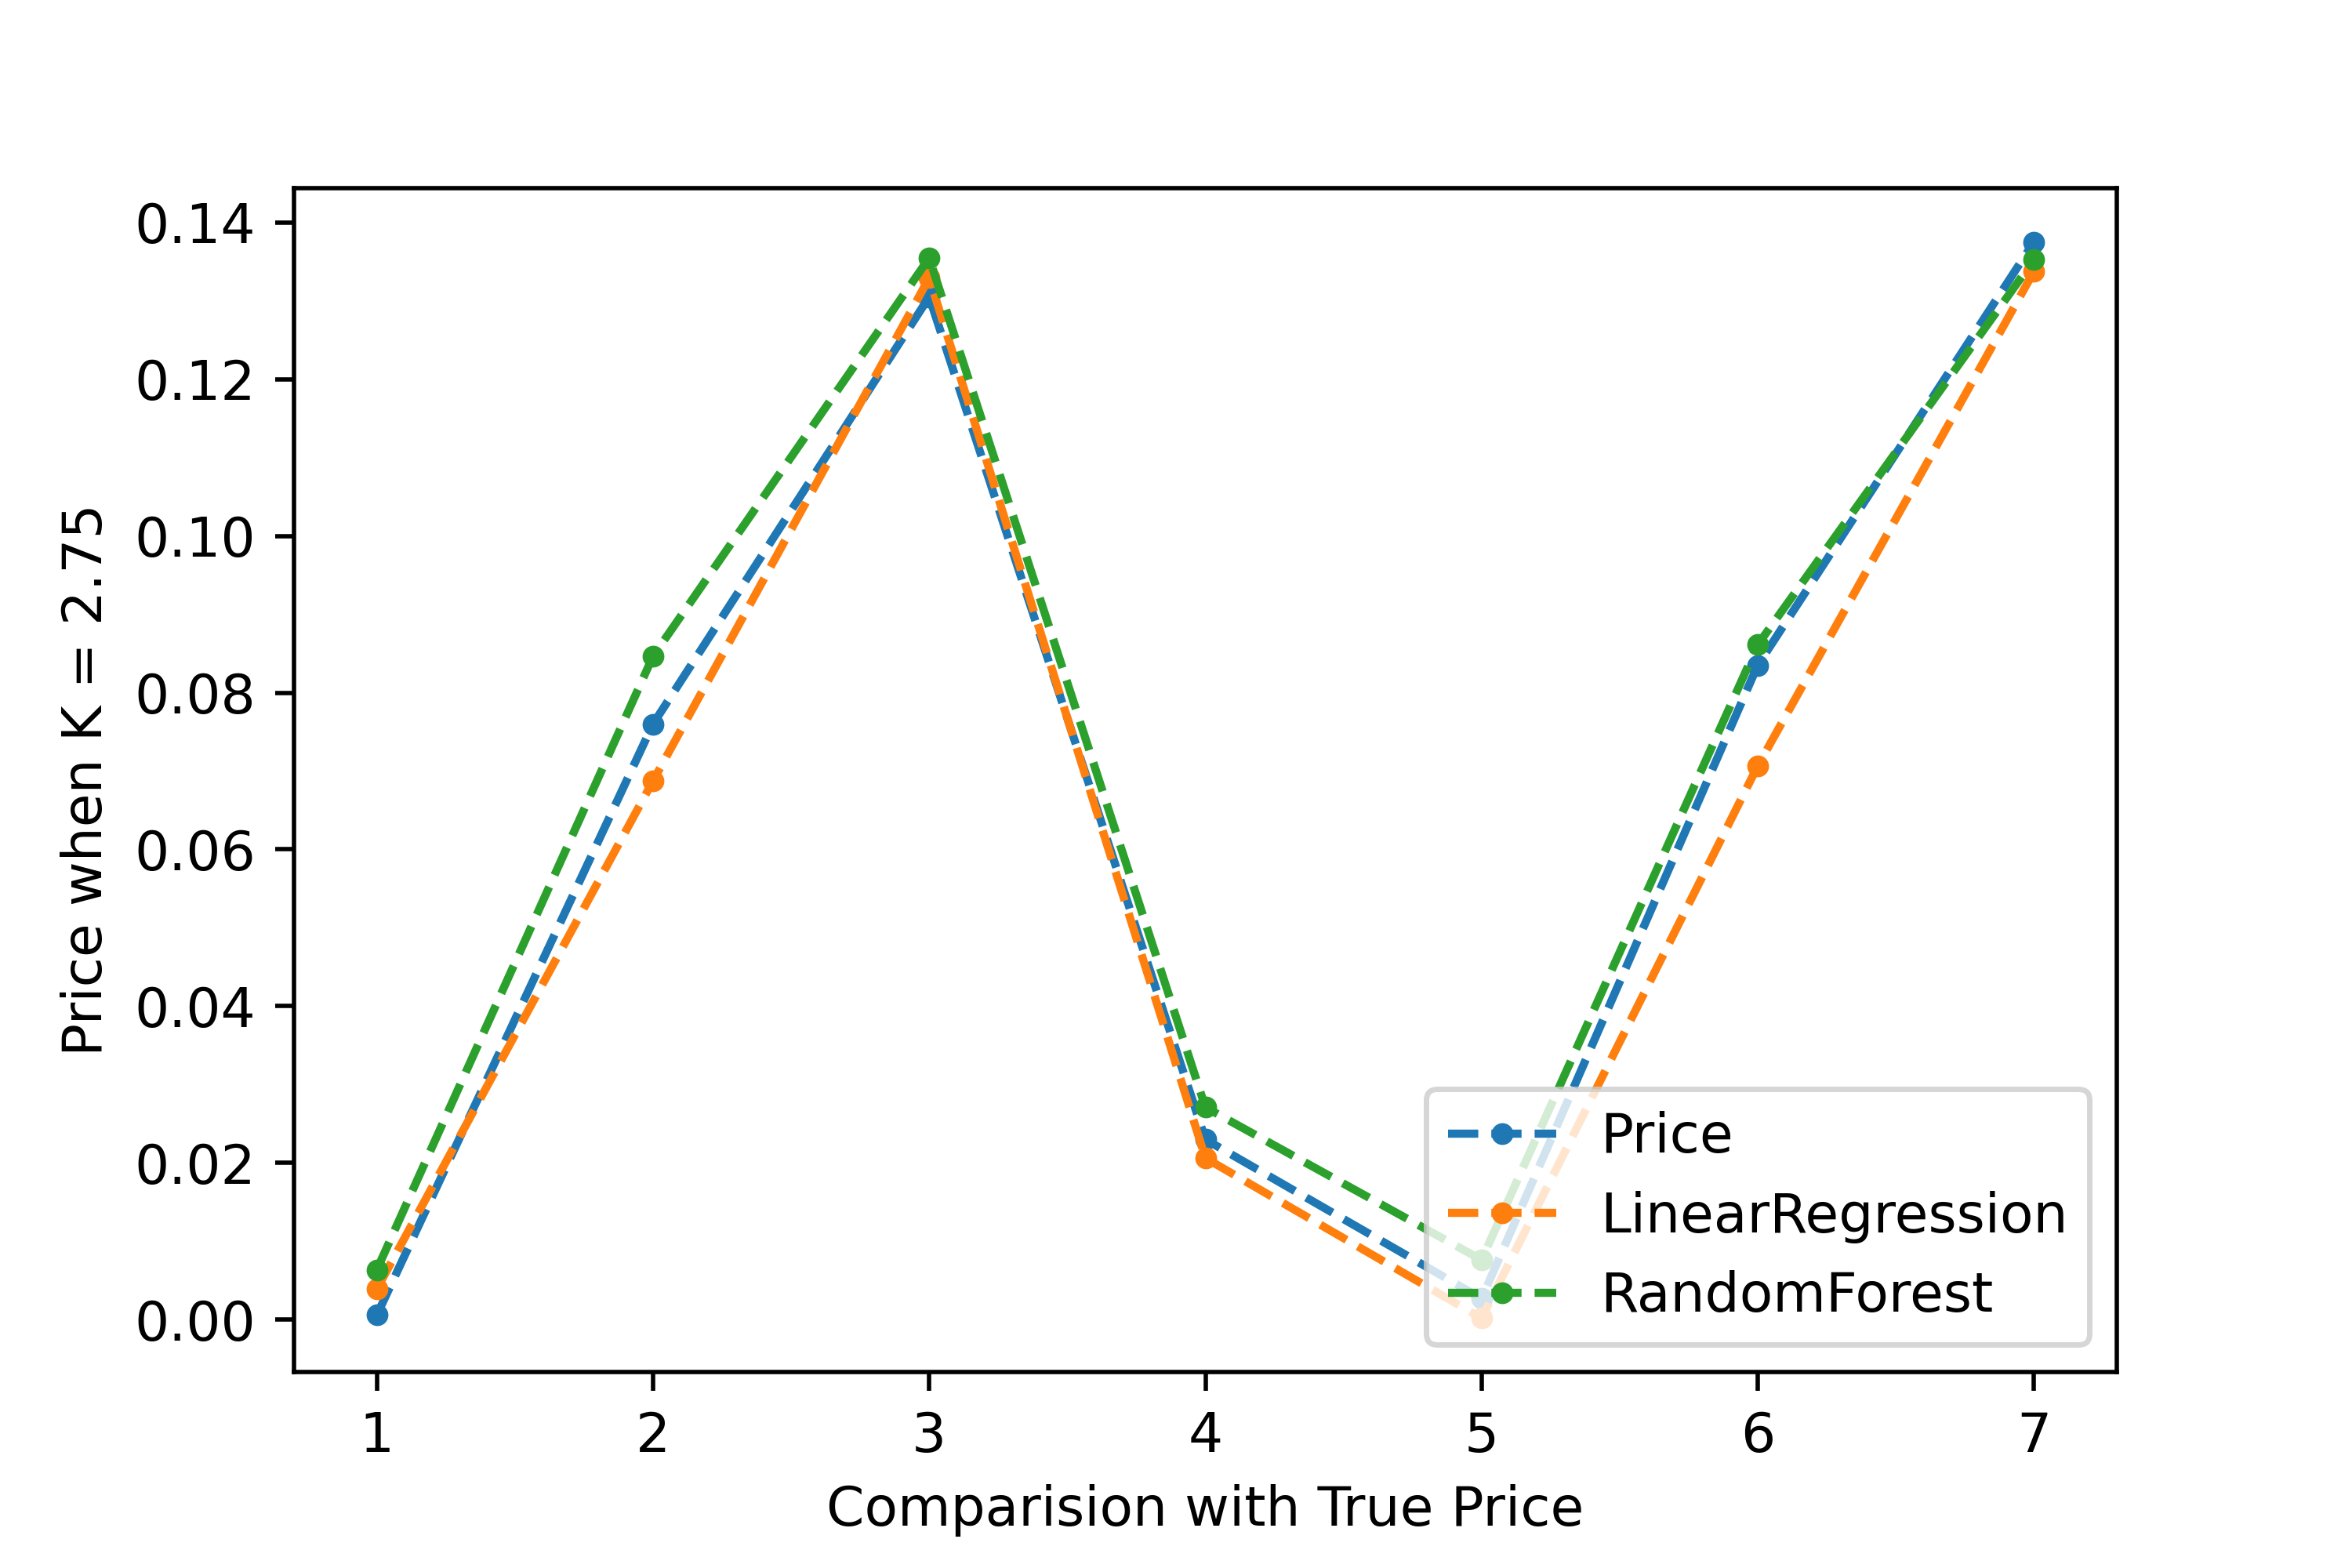 0.14
0.12
0.10
0.08
0.06
0.04
0.02
0.00
Price when K = 2.75
1 2 3 4 5 6 7
Comparision with True Price
Price
LinearRegression
RandomForest